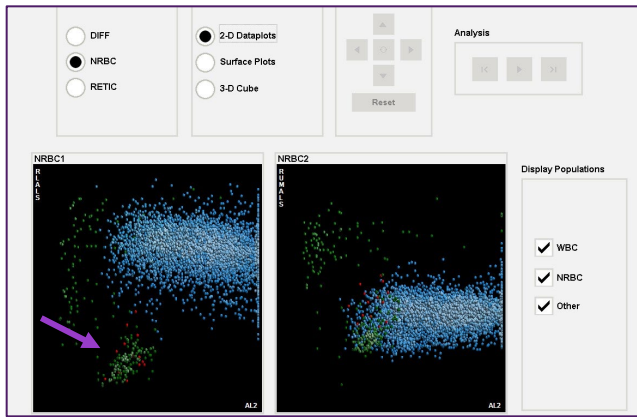 DIFF
NRBC
RETIC
2-D Dataplots
Surface Plots
3-D Cube
Reset
Analysis
NRBC1
RLALS
AL2
NRBC2
RUMALS
AL2
Display Populations
WBC
NRBC
Other